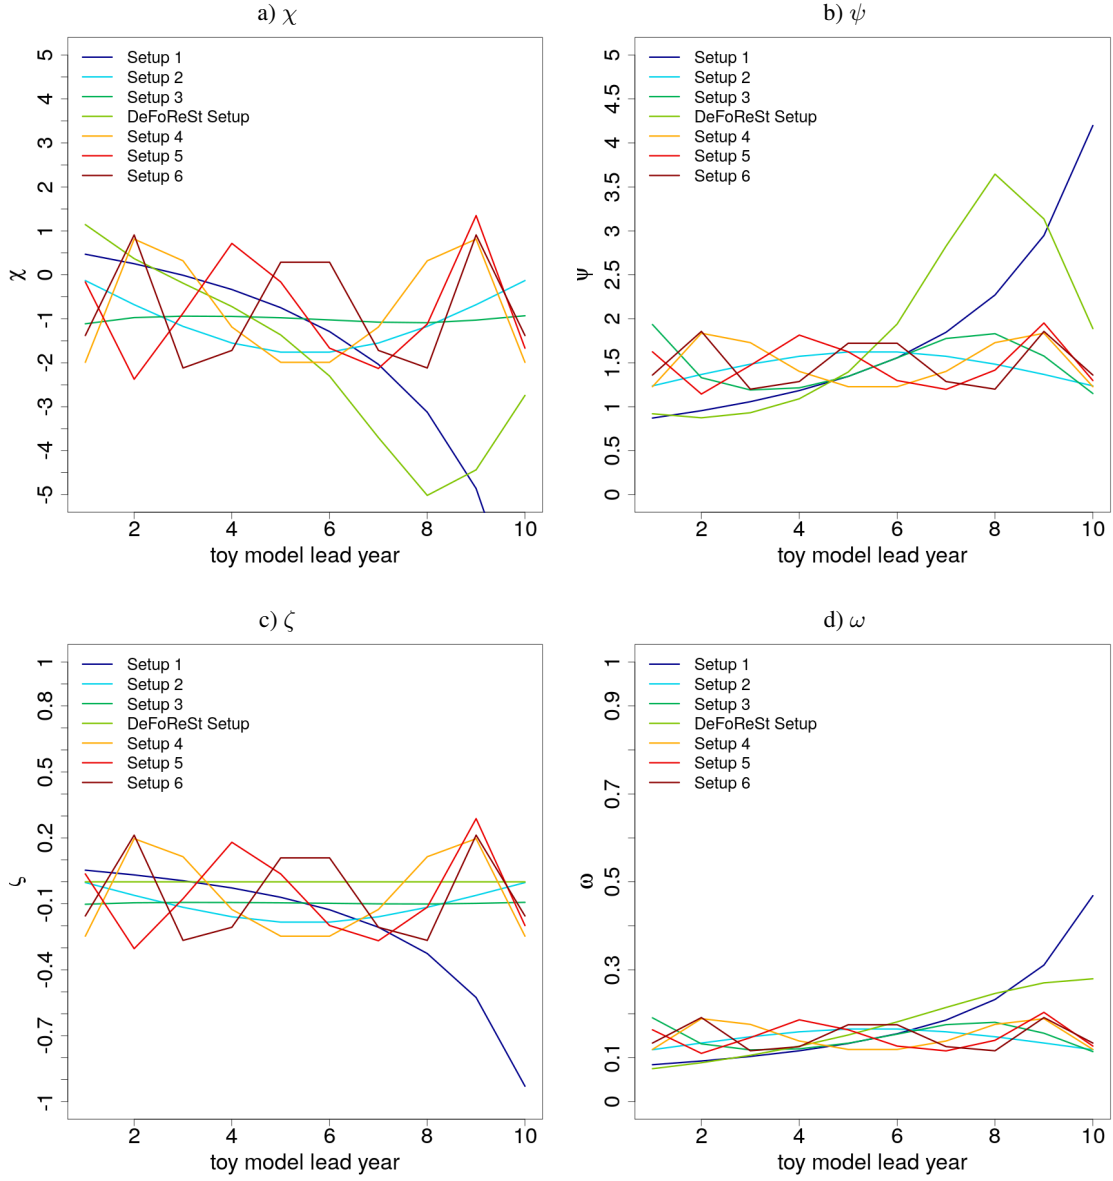 a) χ
b) ψ
5
4
3
2
1
0
-1
-2
-3
-4
-5
χ
Setup 1
Setup 2
Setup 3
DeFoReSt Setup
Setup 4
Setup 5
Setup 6
2 4 6 8 10
toy model lead year
5
4.5
4
3.5
3
2.5
2
1.5
1
0.5
0
ψ
Setup 1
Setup 2
Setup 3
DeFoReSt Setup
Setup 4
Setup 5
Setup 6
2 4 6 8 10
toy model lead year
c) ζ
d) ω
1
0.8
0.5
0.2
-0.1
-0.4
-0.7
-1
ζ
Setup 1
Setup 2
Setup 3
DeFoReSt Setup
Setup 4
Setup 5
Setup 6
2 4 6 8 10
toy model lead year
1
0.9
0.7
0.5
0.3
0.1
0
ω
Setup 1
Setup 2
Setup 3
DeFoReSt Setup
Setup 4
Setup 5
Setup 6
2 4 6 8 10
toy model lead year